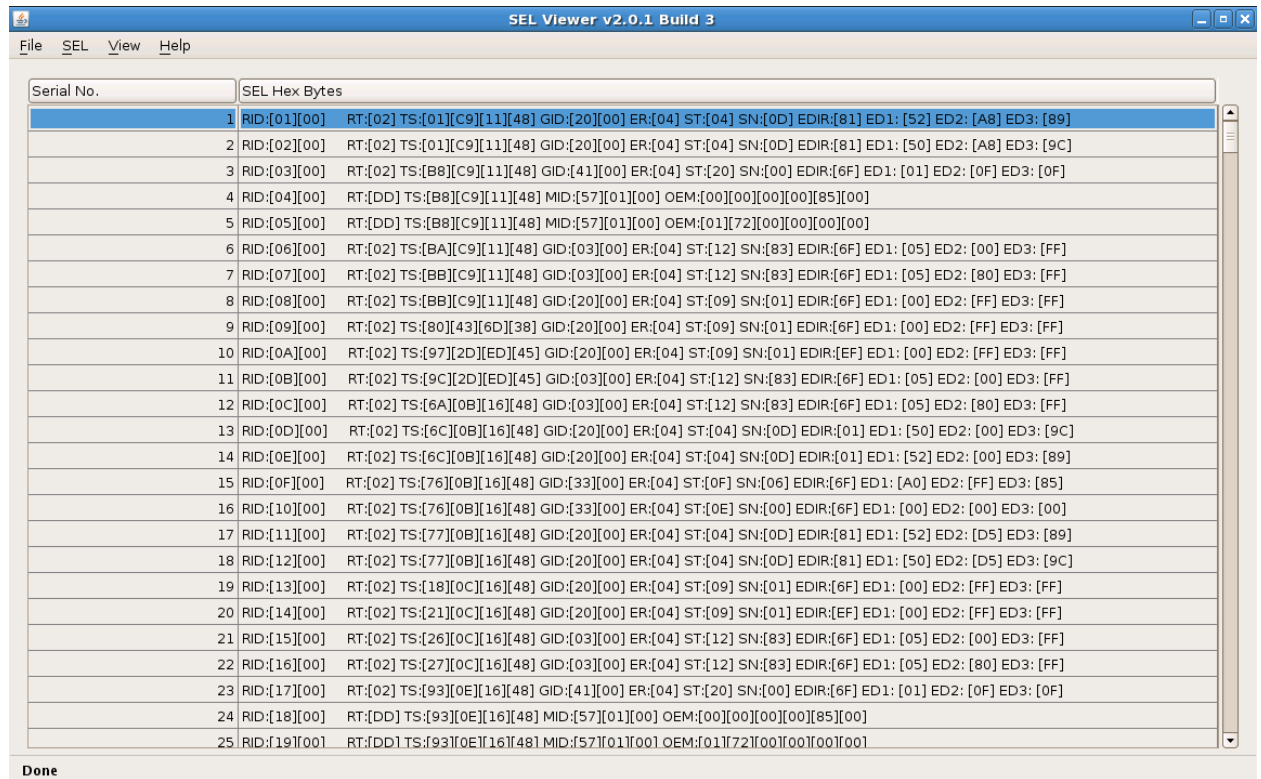 SEL Viewer v2.0.1 Build 3
File SEL View Help
Serial No. SEL Hex Bytes
1 RID:[01][00] RT:[02] TS:[01][C9][11][48] GID:[20][00] ER:[04] ST:[04] SN:[0D] EDIR:[81] ED1: [52] ED2: [A8] ED3: [89]
2 RID:[02][00] RT:[02] TS:[01][C9][11][48] GID:[20][00] ER:[04] ST:[04] SN:[0D] EDIR:[81] ED1: [50] ED2: [A8] ED3: [9C]
3 RID:[03][00] RT:[02] TS:[B8][C9][11][48] GID:[41][00] ER:[04] ST:[20] SN:[00] EDIR:[6F] ED1: [01] ED2: [0F] ED3: [0F]
4 RID:[04][00] RT:[DD] TS:[B8][C9][11][48] MID:[57][01][00] OEM:[00][00][00][00][85][00]
5 RID:[05][00] RT:[DD] TS:[B8][C9][11][48] MID:[57][01][00] OEM:[01][72][00][00][00][00]
6 RID:[06][00] RT:[02] TS:[BA][C9][11][48] GID:[03][00] ER:[04] ST:[12] SN:[83] EDIR:[6F] ED1: [05] ED2: [00] ED3: [FF]
7 RID:[07][00] RT:[02] TS:[BB][C9][11][48] GID:[03][00] ER:[04] ST:[12] SN:[83] EDIR:[6F] ED1: [05] ED2: [80] ED3: [FF]
8 RID:[08][00] RT:[02] TS:[BB][C9][11][48] GID:[20][00] ER:[04] ST:[09] SN:[01] EDIR:[6F] ED1: [00] ED2: [FF] ED3: [FF]
9 RID:[09][00] RT:[02] TS:[80][43][6D][38] GID:[20][00] ER:[04] ST:[09] SN:[01] EDIR:[6F] ED1: [00] ED2: [FF] ED3: [FF]
10 RID:[0A][00] RT:[02] TS:[97][2D][ED][45] GID:[20][00] ER:[04] ST:[09] SN:[01] EDIR:[EF] ED1: [00] ED2: [FF] ED3: [FF]
11 RID:[0B][00] RT:[02] TS:[9C][2D][ED][45] GID:[03][00] ER:[04] ST:[12] SN:[83] EDIR:[6F] ED1: [05] ED2: [00] ED3: [FF]
12 RID:[0C][00] RT:[02] TS:[6A][0B][16][48] GID:[03][00] ER:[04] ST:[12] SN:[83] EDIR:[6F] ED1: [05] ED2: [80] ED3: [FF]
13 RID:[0D][00] RT:[02] TS:[6C][0B][16][48] GID:[20][00] ER:[04] ST:[04] SN:[0D] EDIR:[01] ED1: [50] ED2: [00] ED3: [9C]
14 RID:[0E][00] RT:[02] TS:[6C][0B][16][48] GID:[20][00] ER:[04] ST:[04] SN:[0D] EDIR:[01] ED1: [52] ED2: [00] ED3: [89]
15 RID:[0F][00] RT:[02] TS:[76][0B][16][48] GID:[33][00] ER:[04] ST:[0F] SN:[06] EDIR:[6F] ED1: [A0] ED2: [FF] ED3: [85]
16 RID:[10][00] RT:[02] TS:[76][0B][16][48] GID:[33][00] ER:[04] ST:[0E] SN:[00] EDIR:[6F] ED1: [00] ED2: [00] ED3: [00]
17 RID:[11][00] RT:[02] TS:[77][0B][16][48] GID:[20][00] ER:[04] ST:[04] SN:[0D] EDIR:[81] ED1: [52] ED2: [D5] ED3: [89]
18 RID:[12][00] RT:[02] TS:[77][0B][16][48] GID:[20][00] ER:[04] ST:[04] SN:[0D] EDIR:[81] ED1: [50] ED2: [D5] ED3: [9C]
19 RID:[13][00] RT:[02] TS:[18][0C][16][48] GID:[20][00] ER:[04] ST:[09] SN:[01] EDIR:[6F] ED1: [00] ED2: [FF] ED3: [FF]
20 RID:[14][00] RT:[02] TS:[21][0C][16][48] GID:[20][00] ER:[04] ST:[09] SN:[01] EDIR:[EF] ED1: [00] ED2: [FF] ED3: [FF]
21 RID:[15][00] RT:[02] TS:[26][0C][16][48] GID:[03][00] ER:[04] ST:[12] SN:[83] EDIR:[6F] ED1: [05] ED2: [00] ED3: [FF]
22 RID:[16][00] RT:[02] TS:[27][0C][16][48] GID:[03][00] ER:[04] ST:[12] SN:[83] EDIR:[6F] ED1: [05] ED2: [80] ED3: [FF]
23 RID:[17][00] RT:[02] TS:[93][0E][16][48] GID:[41][00] ER:[04] ST:[20] SN:[00] EDIR:[6F] ED1: [01] ED2: [0F] ED3: [0F]
24 RID:[18][00] RT:[DD] TS:[93][0E][16][48] MID:[57][01][00] OEM:[00][00][00][00][85][00]
25 RID:[19][00] RT:[DD] TS:[93][0E][16][48] MID:[57][01][00] OEM:[01][72][00][00][00][00]
Done